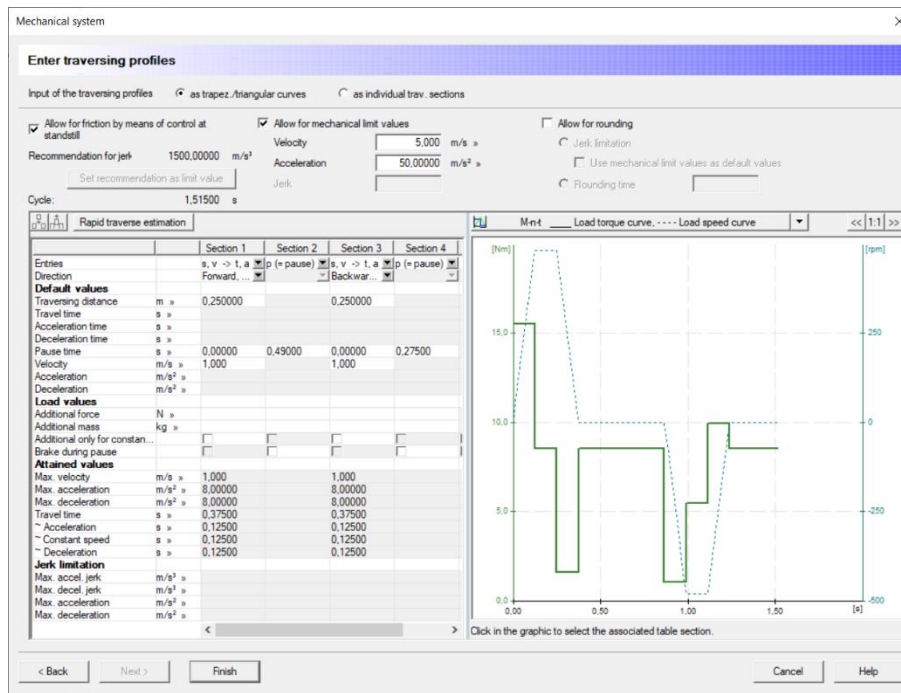 Mechanical system
Enter traversing profiles
Input of the traversing profiles as trapez./triangular curves as individual trav. sections
Allow for friction by means of control at standstill
Allow for mechanical limit values
Allow for rounding
Velocity 5,000 m/s »
Jerk limitation
Recommendation for jerk 1500,00000 m/s³
Acceleration 50,00000 m/s² »
Use mechanical limit values as default values
Set recommendation as limit value
Jerk
Rounding time
Cycle: 1,51500 s
Rapid traverse estimation
M-n-t ____ Load torque curve, - - - - Load speed curve
<< 1:1 >>
Section 1 Section 2 Section 3 Section 4
Entries s, v -> t, a p (= pause) s, v -> t, a p (= pause)
Direction Forward, ... Backwar...
Default values
Traversing distance m » 0,250000 0,250000
Travel time s »
Acceleration time s »
Deceleration time s »
Pause time s » 0,00000 0,49000 0,00000 0,27500
Velocity m/s » 1,000 1,000
Acceleration m/s² »
Deceleration m/s² »
Load values
Additional force N »
Additional mass kg »
Additional only for constan...
Brake during pause
Attained values
Max. velocity m/s » 1,000 1,000
Max. acceleration m/s² » 8,00000 8,00000
Max. deceleration m/s² » 8,00000 8,00000
Travel time s » 0,37500 0,37500
~ Acceleration s » 0,12500 0,12500
~ Constant speed s » 0,12500 0,12500
~ Deceleration s » 0,12500 0,12500
Jerk limitation
Max. accel. jerk m/s³ »
Max. decel. jerk m/s³ »
Max. acceleration m/s² »
Max. deceleration m/s² »
[Nm] [rpm]
15,0 250
10,0 0
5,0 -250
0,0 -500
0,00 0,50 1,00 1,50 [s]
Click in the graphic to select the associated table section.
< Back Next > Finish Cancel Help